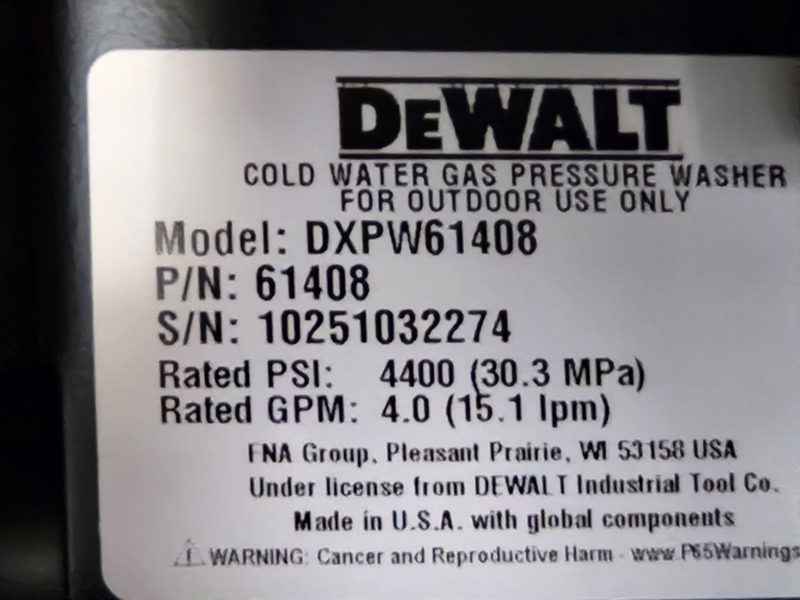 DEWALT
COLD WATER GAS PRESSURE WASHER
FOR OUTDOOR USE ONLY
Model: DXPW61408
P/N: 61408
S/N: 10251032274
Rated PSI: 4400 (30.3 MPa)
Rated GPM: 4.0 (15.1 lpm)
FNA Group, Pleasant Prairie, WI 53158 USA
Under license from DEWALT Industrial Tool Co.
Made in U.S.A. with global components
WARNING: Cancer and Reproductive Harm - www.P65Warnings